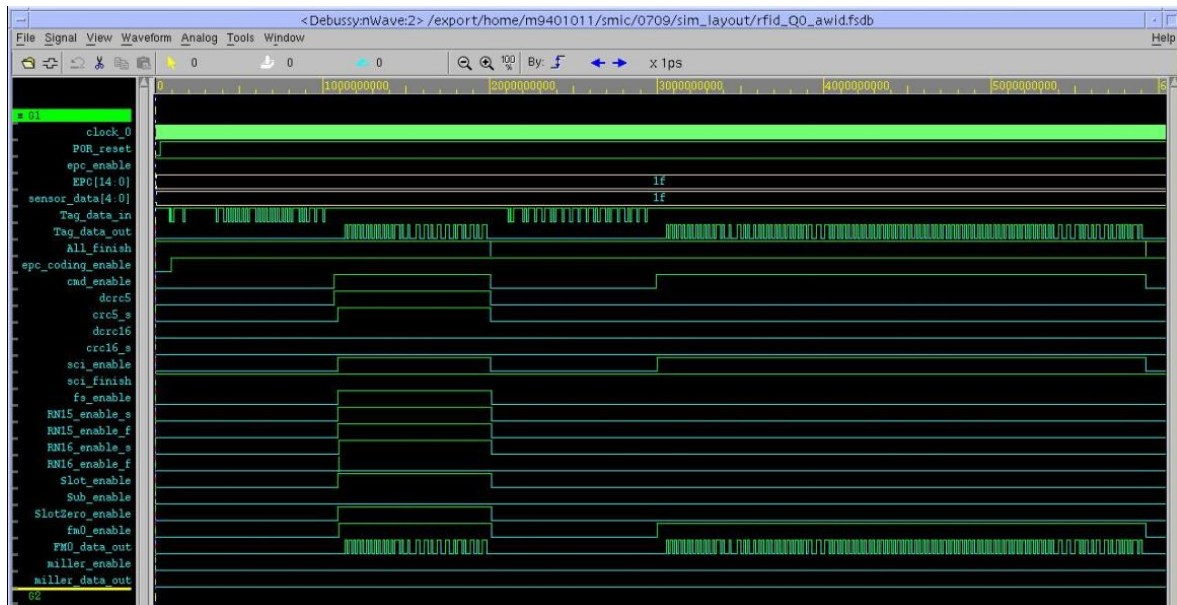 <Debussy:nWave:2> /export/home/m9401011/smic/0709/sim_layout/rfid_Q0_awid.fsdb
File Signal View Waveform Analog Tools Window Help
0 0 0 100 % By: x 1ps
0 1000000000 2000000000 3000000000 4000000000 5000000000 6
G1
clock_0
POR_reset
epc_enable
EPC[14:0] 1f
sensor_data[4:0] 1f
Tag_data_in
Tag_data_out
All_finish
epc_coding_enable
cmd_enable
dcrc5
crc5_s
dcrc16
crc16_s
sci_enable
sci_finish
fs_enable
RN15_enable_s
RN15_enable_f
RN16_enable_s
RN16_enable_f
Slot_enable
Sub_enable
SlotZero_enable
fm0_enable
FM0_data_out
miller_enable
miller_data_out
G2